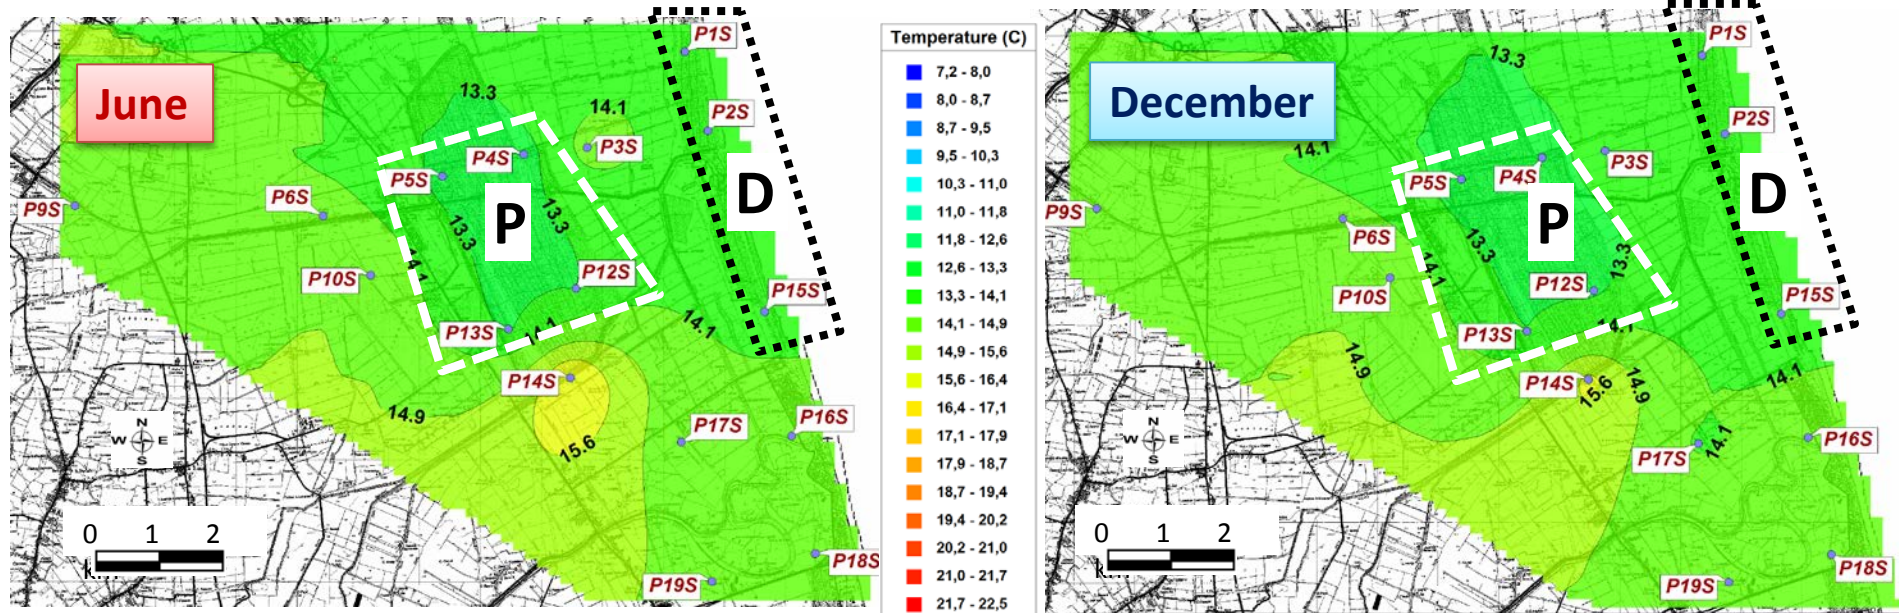 June
P1S
P2S
14.1
P3S
13.3
P4S
P5S
P
D
P6S
P9S
13.3
13.3
14.1
P10S
P12S
P13S
14.1
14.1
P15S
P14S
14.9
15.6
P17S
P16S
P18S
P19S
N
W E
S
0 1 2
km
Temperature (C)
7,2 - 8,0
8,0 - 8,7
8,7 - 9,5
9,5 - 10,3
10,3 - 11,0
11,0 - 11,8
11,8 - 12,6
12,6 - 13,3
13,3 - 14,1
14,1 - 14,9
14,9 - 15,6
15,6 - 16,4
16,4 - 17,1
17,1 - 17,9
17,9 - 18,7
18,7 - 19,4
19,4 - 20,2
20,2 - 21,0
21,0 - 21,7
21,7 - 22,5
December
P1S
13.3
P2S
14.1
P3S
P4S
P5S
P
D
P9S
P6S
13.3
13.3
14.1
P10S
P12S
P13S
14.1
P15S
P14S
14.9
15.6
14.9
14.1
14.1
P17S
P16S
P18S
P19S
N
W E
S
0 1 2
km